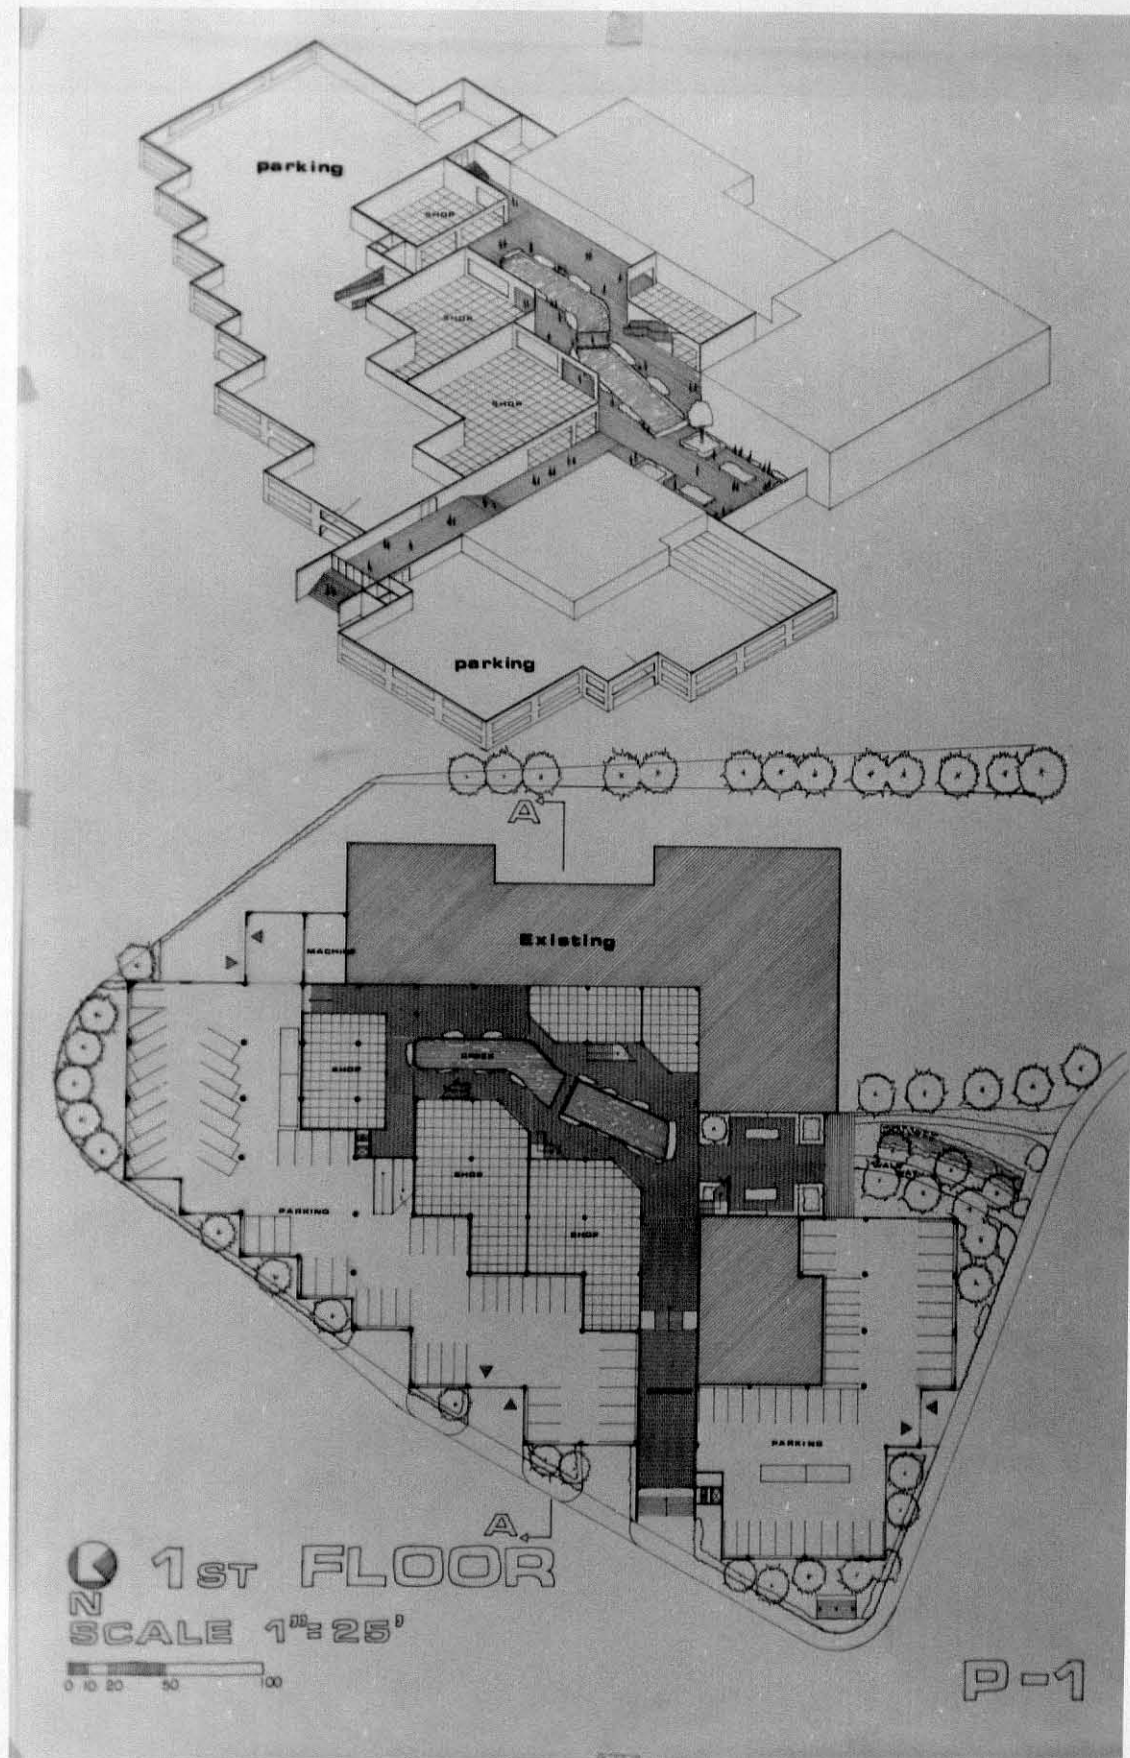 parking
SHOP
SHOP
SHOP
parking
A
Existing
MACHINE
SHOP
SHOP
PARKING
SHOP
PARKING
A
1ST FLOOR
N
SCALE 1"=25'
0 10 20 50 100
P-1